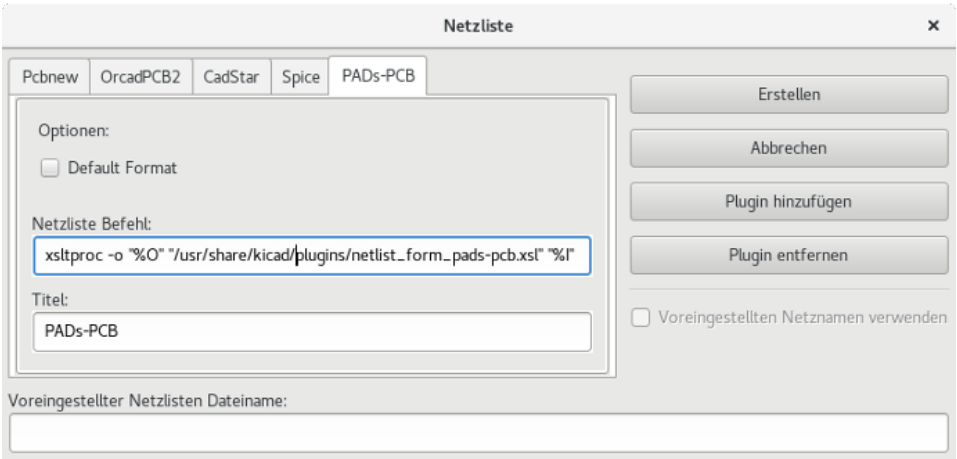 Netzliste
Pcbnew OrcadPCB2 CadStar Spice PADs-PCB
Optionen:
Default Format
Netzliste Befehl:
xsltproc -o "%O" "/usr/share/kicad/plugins/netlist_form_pads-pcb.xsl" "%I"
Titel:
PADs-PCB
Erstellen
Abbrechen
Plugin hinzufügen
Plugin entfernen
Voreingestellten Netznamen verwenden
Voreingestellter Netzlisten Dateiname: